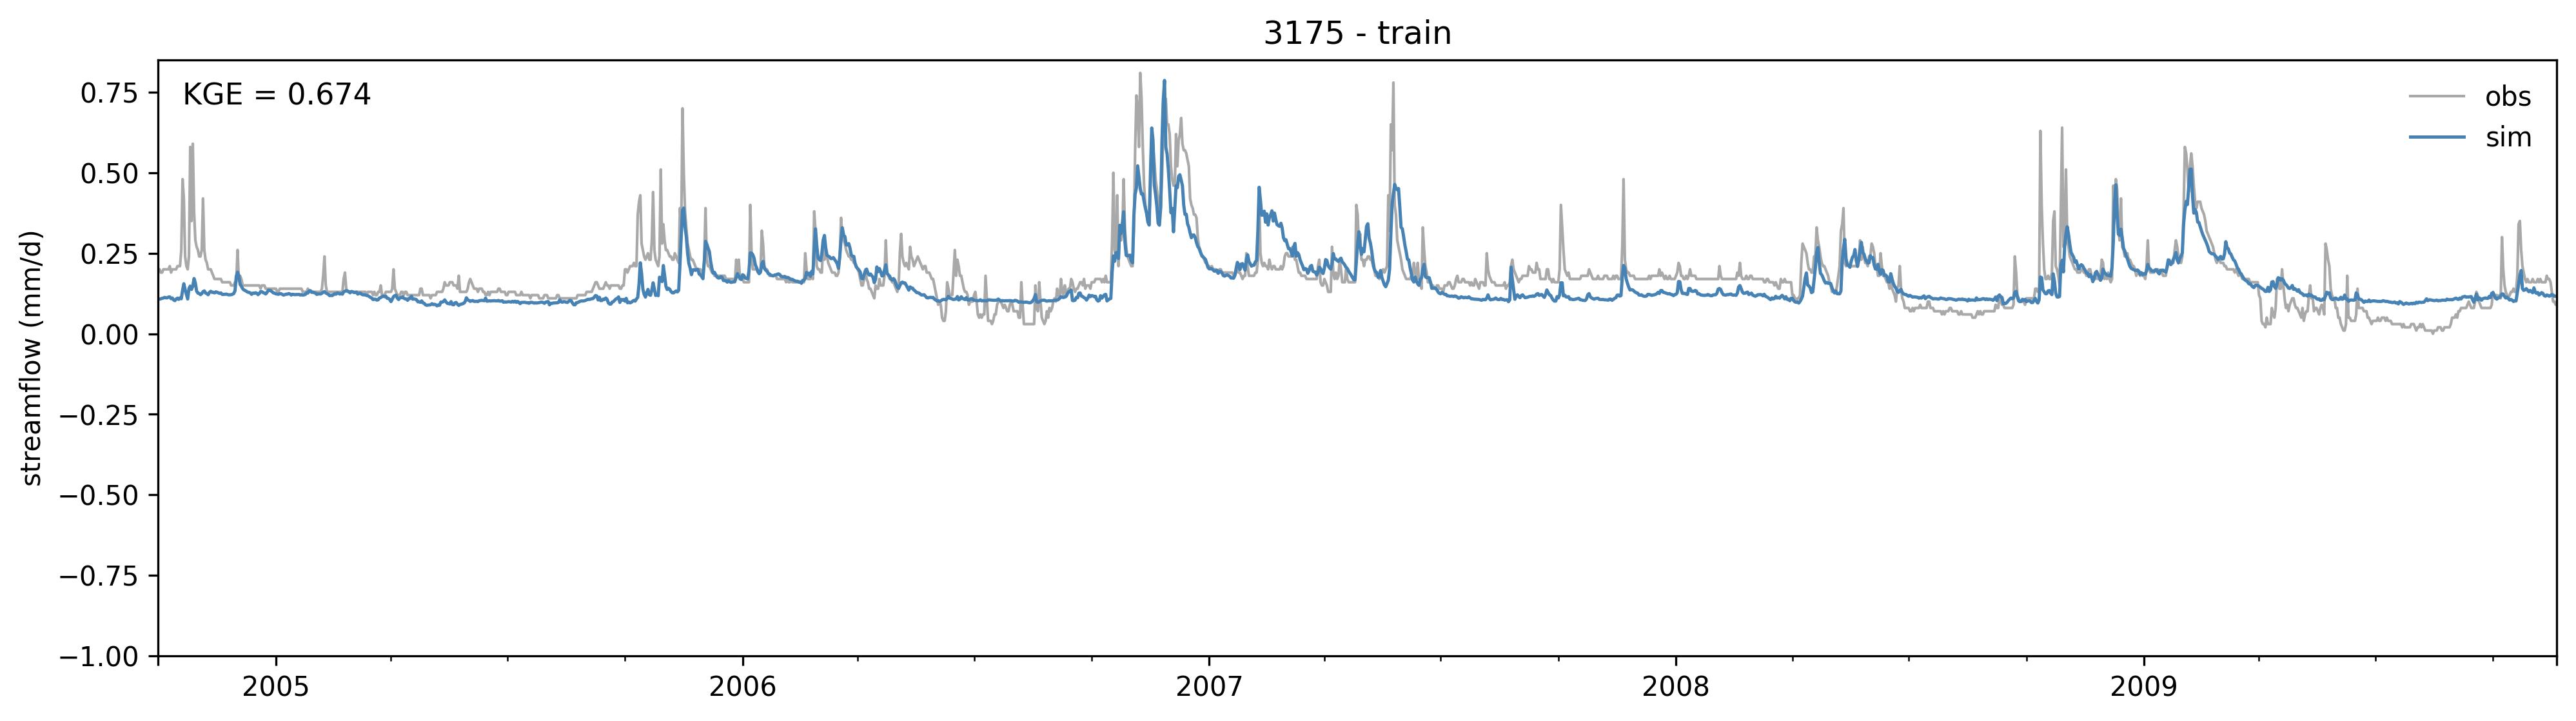 3175 - train
KGE = 0.674
obs
sim
streamflow (mm/d)
0.75
0.50
0.25
0.00
−0.25
−0.50
−0.75
−1.00
2005
2006
2007
2008
2009